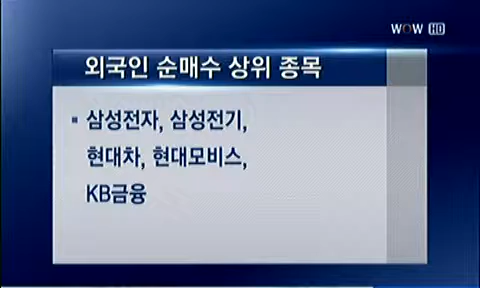 WOW HD
외국인 순매수 상위 종목
▪ 삼성전자, 삼성전기,
현대차, 현대모비스,
KB금융